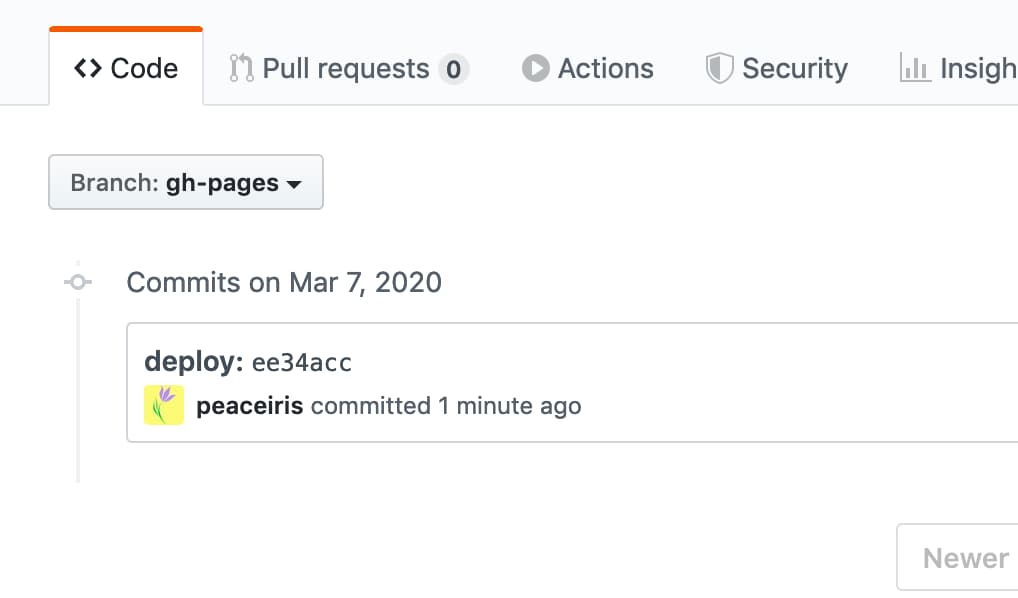 Code Pull requests 0 Actions Security Insigh
Branch: gh-pages
Commits on Mar 7, 2020
deploy: ee34acc
peaceiris committed 1 minute ago
Newer